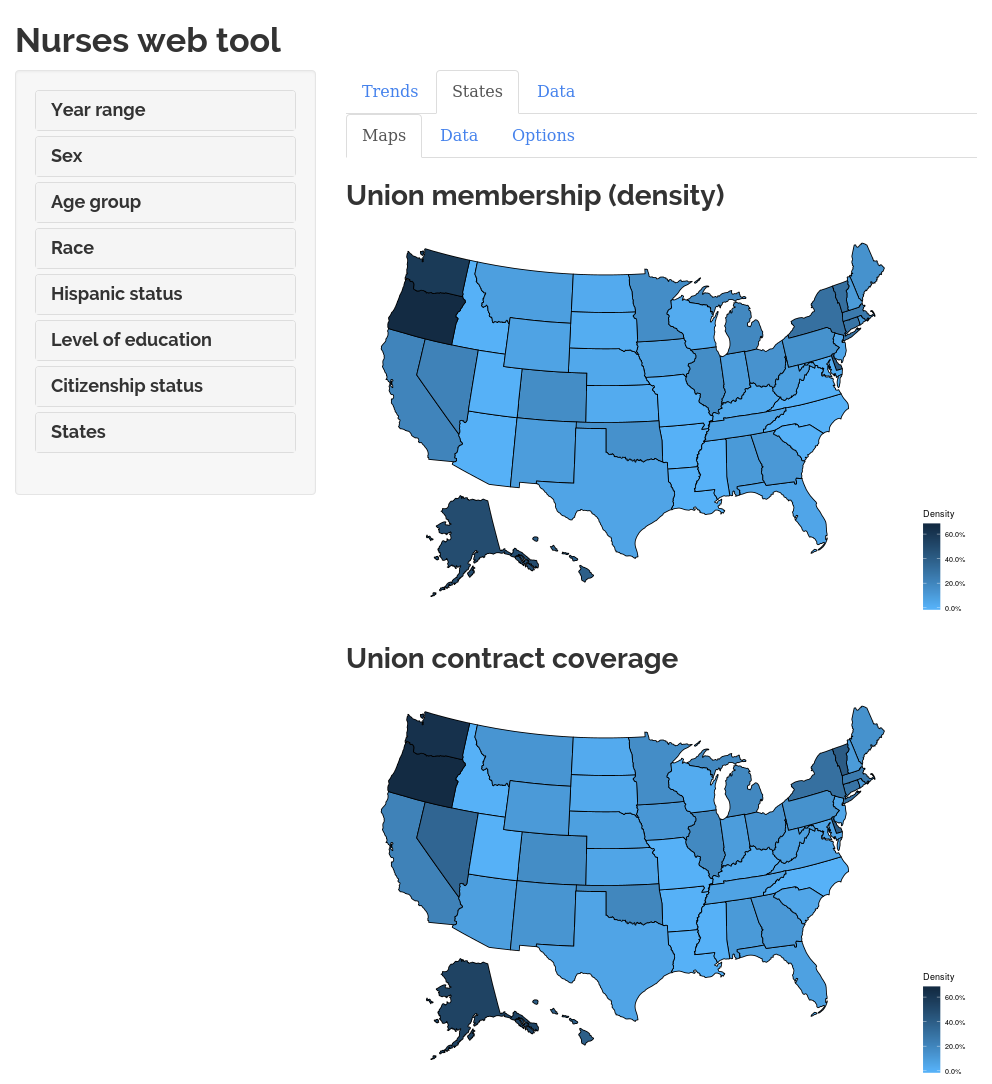 Nurses web tool
Year range
Sex
Age group
Race
Hispanic status
Level of education
Citizenship status
States
Trends States Data
Maps Data Options
Union membership (density)
Density
60.0%
40.0%
20.0%
0.0%
Union contract coverage
Density
60.0%
40.0%
20.0%
0.0%